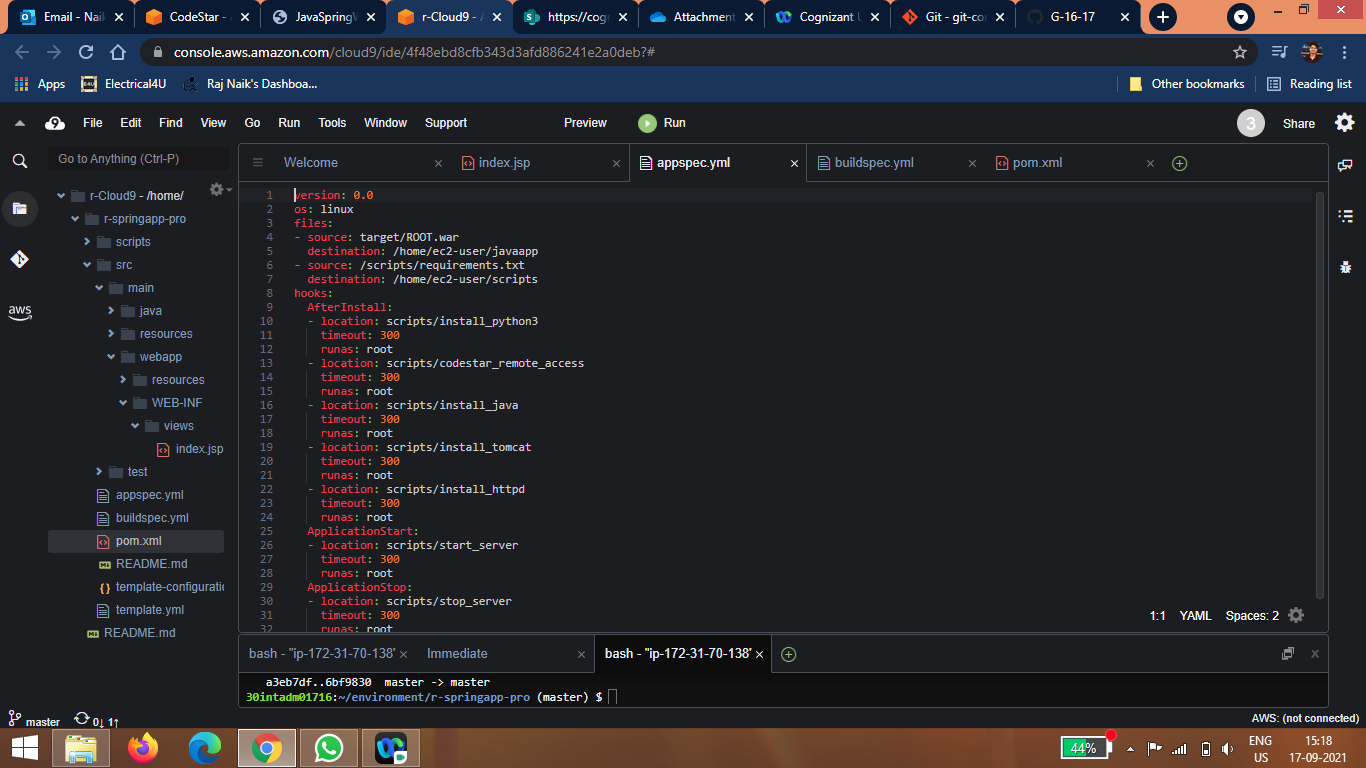 Email - Naik
CodeStar - A
JavaSpringW
r-Cloud9 - A
https://cogn
Attachment
Cognizant U
Git - git-cor
G-16-17
console.aws.amazon.com/cloud9/ide/4f48ebd8cfb343d3afd886241e2a0deb?#
Apps
Electrical4U
Raj Naik's Dashboa...
Other bookmarks
Reading list
9 File Edit Find View Go Run Tools Window Support Preview Run 3 Share
Go to Anything (Ctrl-P)
Welcome
index.jsp
appspec.yml
buildspec.yml
pom.xml
r-Cloud9 - /home/
r-springapp-pro
scripts
src
main
java
resources
webapp
resources
WEB-INF
views
index.jsp
test
appspec.yml
buildspec.yml
pom.xml
README.md
template-configurati
template.yml
README.md
aws
1 version: 0.0
2 os: linux
3 files:
4 - source: target/ROOT.war
5 destination: /home/ec2-user/javaapp
6 - source: /scripts/requirements.txt
7 destination: /home/ec2-user/scripts
8 hooks:
9 AfterInstall:
10 - location: scripts/install_python3
11 timeout: 300
12 runas: root
13 - location: scripts/codestar_remote_access
14 timeout: 300
15 runas: root
16 - location: scripts/install_java
17 timeout: 300
18 runas: root
19 - location: scripts/install_tomcat
20 timeout: 300
21 runas: root
22 - location: scripts/install_httpd
23 timeout: 300
24 runas: root
25 ApplicationStart:
26 - location: scripts/start_server
27 timeout: 300
28 runas: root
29 ApplicationStop:
30 - location: scripts/stop_server
31 timeout: 300
32 runas: root
1:1 YAML Spaces: 2
bash - "ip-172-31-70-138"
Immediate
bash - "ip-172-31-70-138"
a3eb7df..6bf9830 master -> master
30intadm01716:~/environment/r-springapp-pro (master) $
master 0↓ 1↑
AWS: (not connected)
44%
ENG
US
15:18
17-09-2021